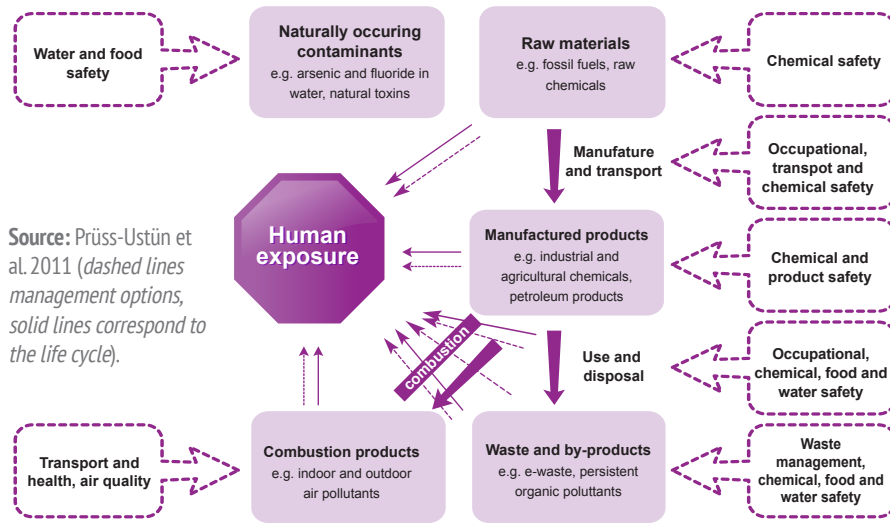 Water and food
safety
Naturally occuring
contaminants
e.g. arsenic and fluoride in
water, natural toxins
Raw materials
e.g. fossil fuels, raw
chemicals
Chemical safety
Manufature
and transport
Occupational,
transpot and
chemical safety
Human
exposure
Source: Prüss-Ustün et
al. 2011 (dashed lines
management options,
solid lines correspond to
the life cycle).
Manufactured products
e.g. industrial and
agricultural chemicals,
petroleum products
Chemical and
product safety
combustion
Use and
disposal
Occupational,
chemical, food and
water safety
Transport and
health, air quality
Combustion products
e.g. indoor and outdoor
air pollutants
Waste and by-products
e.g. e-waste, persistent
organic poluttants
Waste
management,
chemical, food and
water safety